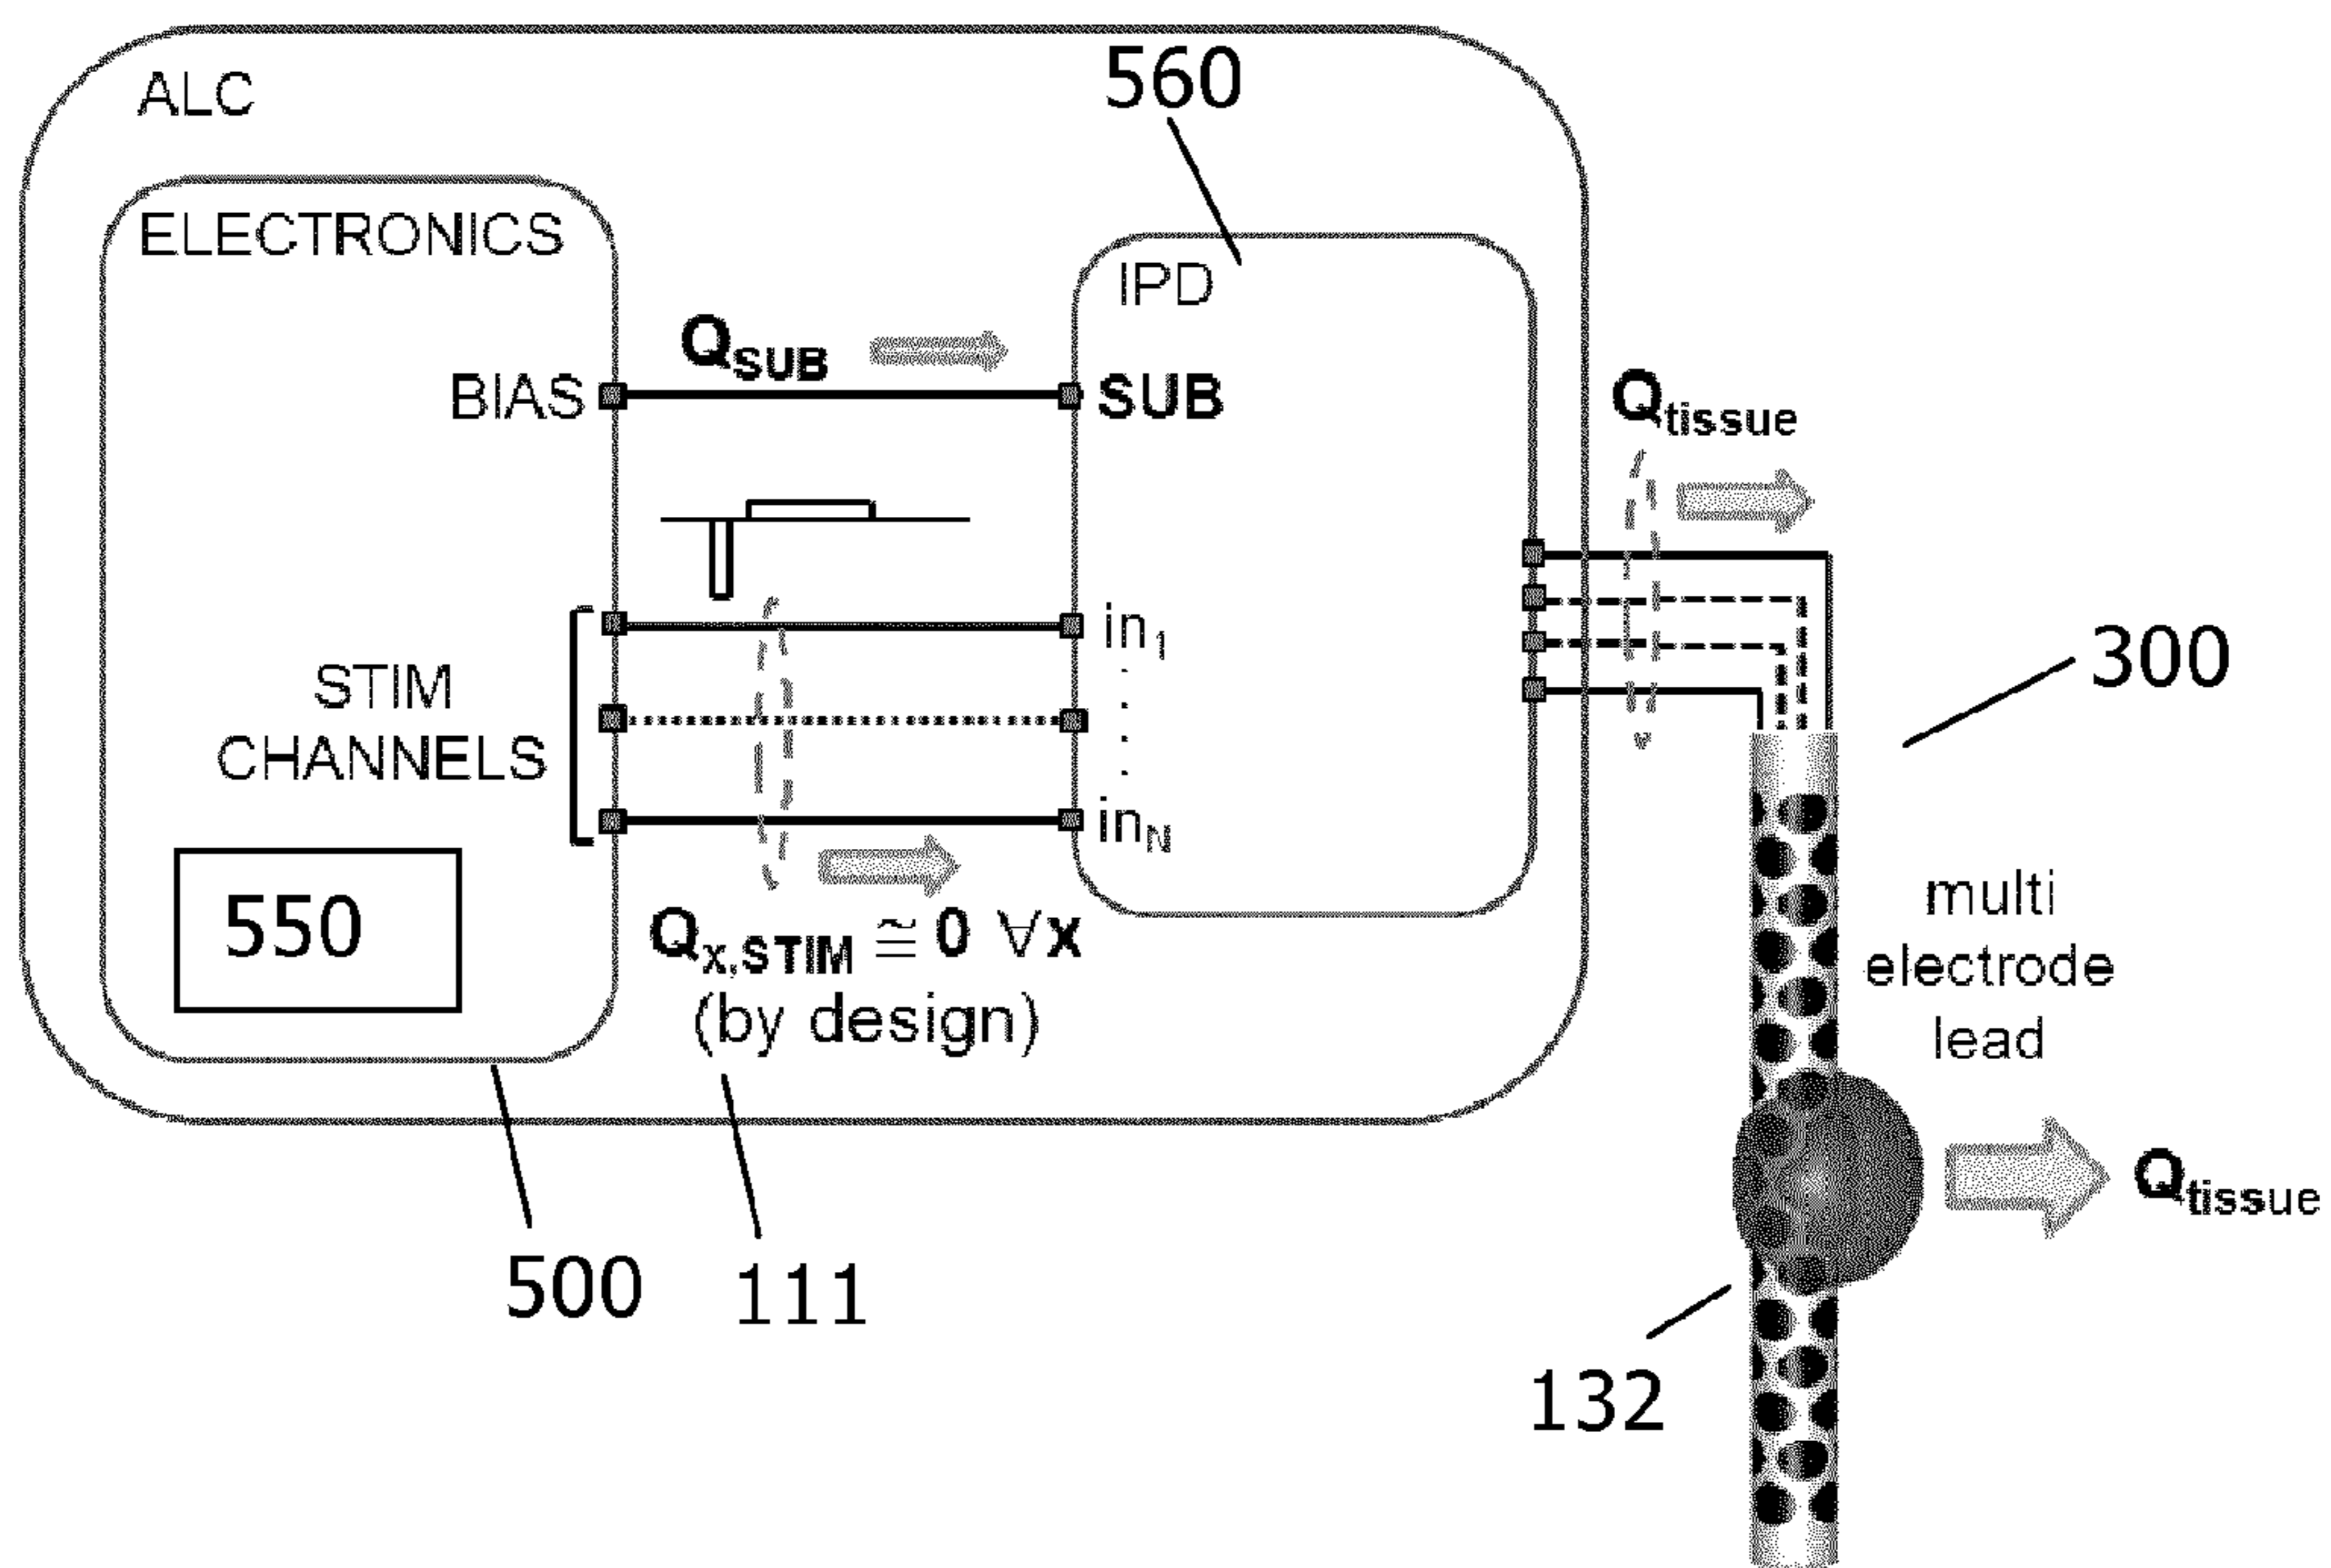 ALC
560
ELECTRONICS
IPD
Q_SUB
BIAS
SUB
Q_tissue
in_1
300
STIM
CHANNELS
in_N
multi
electrode
lead
550
Q_x,STIM ≅ 0 ∀x
(by design)
Q_tissue
500
111
132